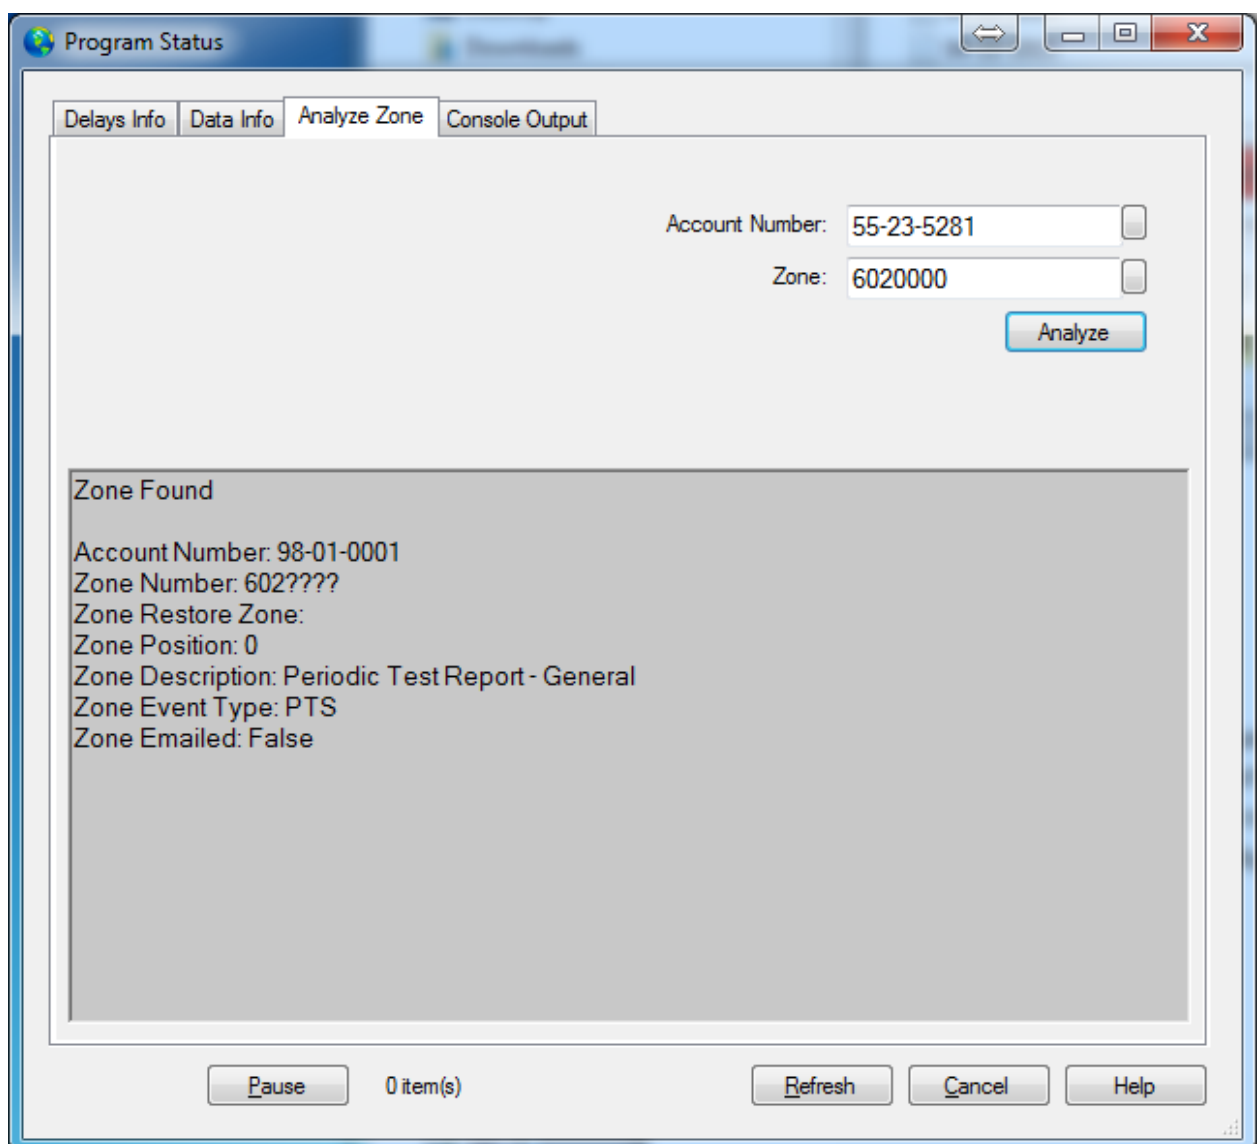 Program Status
Downloads
Delays Info Data Info Analyze Zone Console Output
Account Number: 55-23-5281
Zone: 6020000
Analyze
Zone Found
Account Number: 98-01-0001
Zone Number: 602????
Zone Restore Zone:
Zone Position: 0
Zone Description: Periodic Test Report - General
Zone Event Type: PTS
Zone Emailed: False
Pause 0 item(s) Refresh Cancel Help